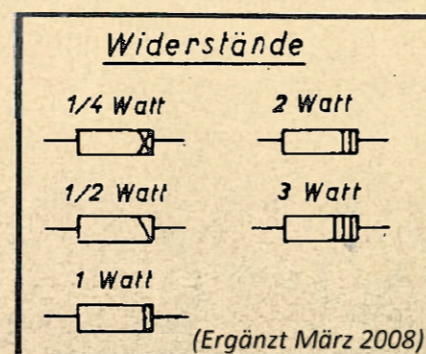 Widerstände
1/4 Watt
2 Watt
1/2 Watt
3 Watt
1 Watt
(Ergänzt März 2008)